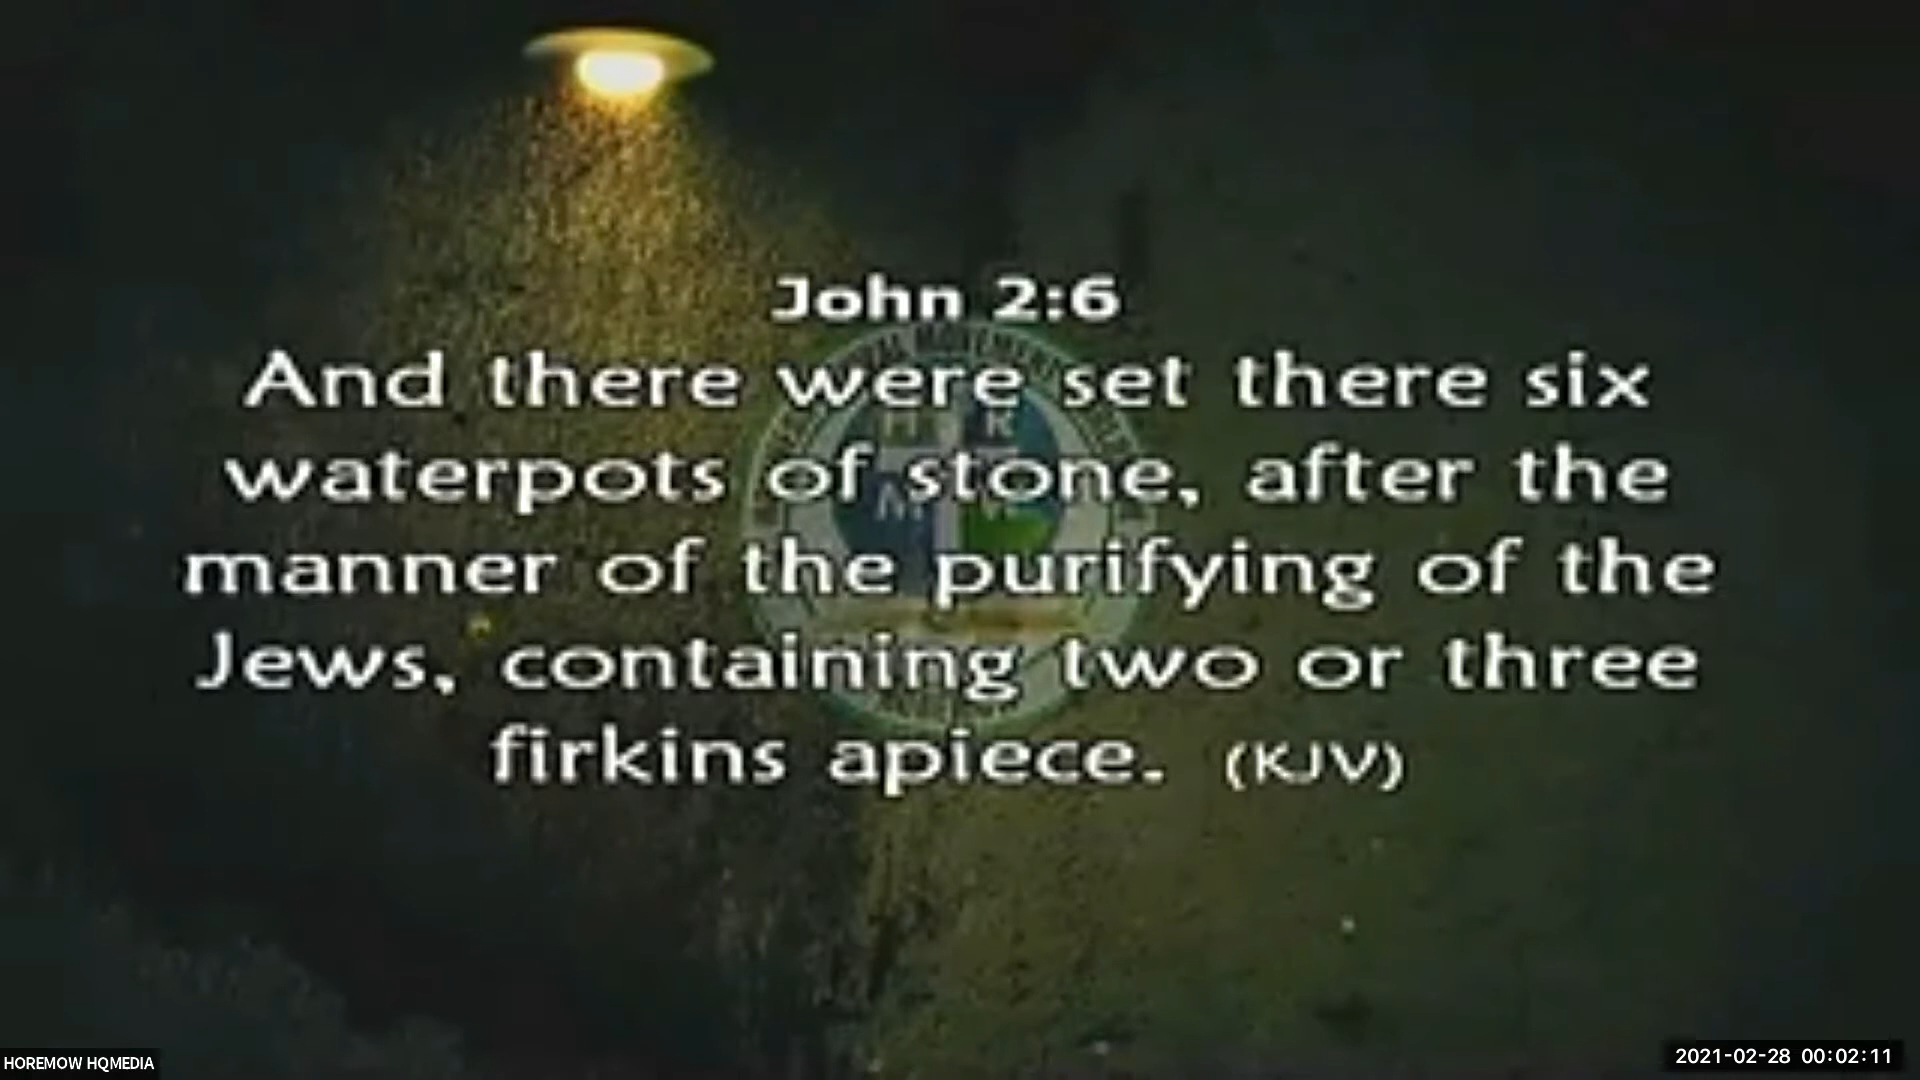 John 2:6
And there were set there six
waterpots of stone, after the
manner of the purifying of the
Jews, containing two or three
firkins apiece. (KJV)
H R
M
HOREMOW HQMEDIA
2021-02-28 00:02:11